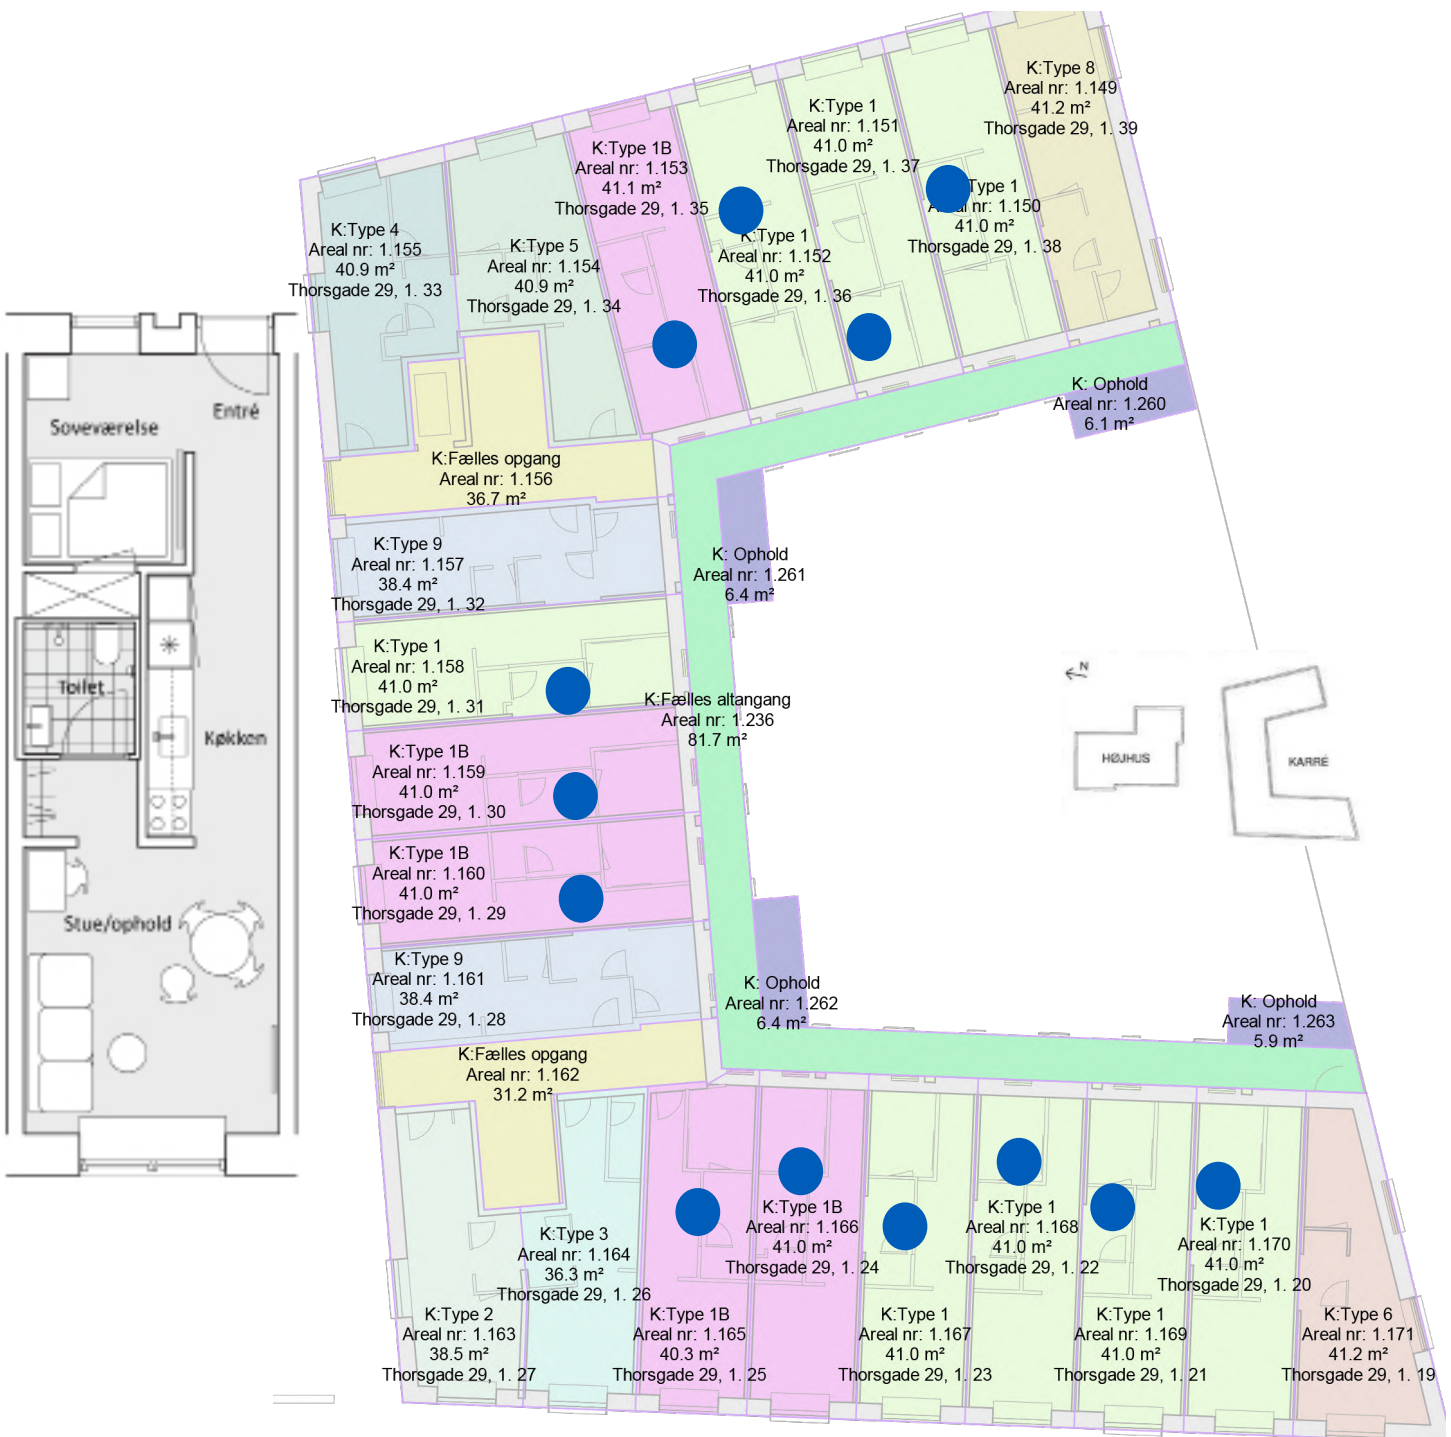 K:Type 8
Areal nr: 1.149
41.2 m²
Thorsgade 29, 1. 39
K:Type 1
Areal nr: 1.151
41.0 m²
Thorsgade 29, 1. 37
K:Type 1B
Areal nr: 1.153
41.1 m²
Thorsgade 29, 1. 35
Type 1
al nr: 1.150
41.0 m²
Thorsgade 29, 1. 38
K:Type 1
Areal nr: 1.152
41.0 m²
Thorsgade 29, 1. 36
K:Type 4
Areal nr: 1.155
40.9 m²
Thorsgade 29, 1. 33
K:Type 5
Areal nr: 1.154
40.9 m²
Thorsgade 29, 1. 34
K: Ophold
Areal nr: 1.260
6.1 m²
Entré
Soveværelse
Toilet
Køkken
Stue/ophold
K:Fælles opgang
Areal nr: 1.156
36.7 m²
K:Type 9
Areal nr: 1.157
38.4 m²
Thorsgade 29, 1. 32
K: Ophold
Areal nr: 1.261
6.4 m²
K:Type 1
Areal nr: 1.158
41.0 m²
Thorsgade 29, 1. 31
K:Fælles altangang
Areal nr: 1.236
81.7 m²
N
HØJHUS
KARRÉ
K:Type 1B
Areal nr: 1.159
41.0 m²
Thorsgade 29, 1. 30
K:Type 1B
Areal nr: 1.160
41.0 m²
Thorsgade 29, 1. 29
K:Type 9
Areal nr: 1.161
38.4 m²
Thorsgade 29, 1. 28
K: Ophold
Areal nr: 1.262
6.4 m²
K: Ophold
Areal nr: 1.263
5.9 m²
K:Fælles opgang
Areal nr: 1.162
31.2 m²
K:Type 3
Areal nr: 1.164
36.3 m²
Thorsgade 29, 1. 26
K:Type 1B
Areal nr: 1.166
41.0 m²
Thorsgade 29, 1. 24
K:Type 1
Areal nr: 1.168
41.0 m²
Thorsgade 29, 1. 22
K:Type 1
Areal nr: 1.170
41.0 m²
Thorsgade 29, 1. 20
K:Type 2
Areal nr: 1.163
38.5 m²
Thorsgade 29, 1. 27
K:Type 1B
Areal nr: 1.165
40.3 m²
Thorsgade 29, 1. 25
K:Type 1
Areal nr: 1.167
41.0 m²
Thorsgade 29, 1. 23
K:Type 1
Areal nr: 1.169
41.0 m²
Thorsgade 29, 1. 21
K:Type 6
Areal nr: 1.171
41.2 m²
Thorsgade 29, 1. 19